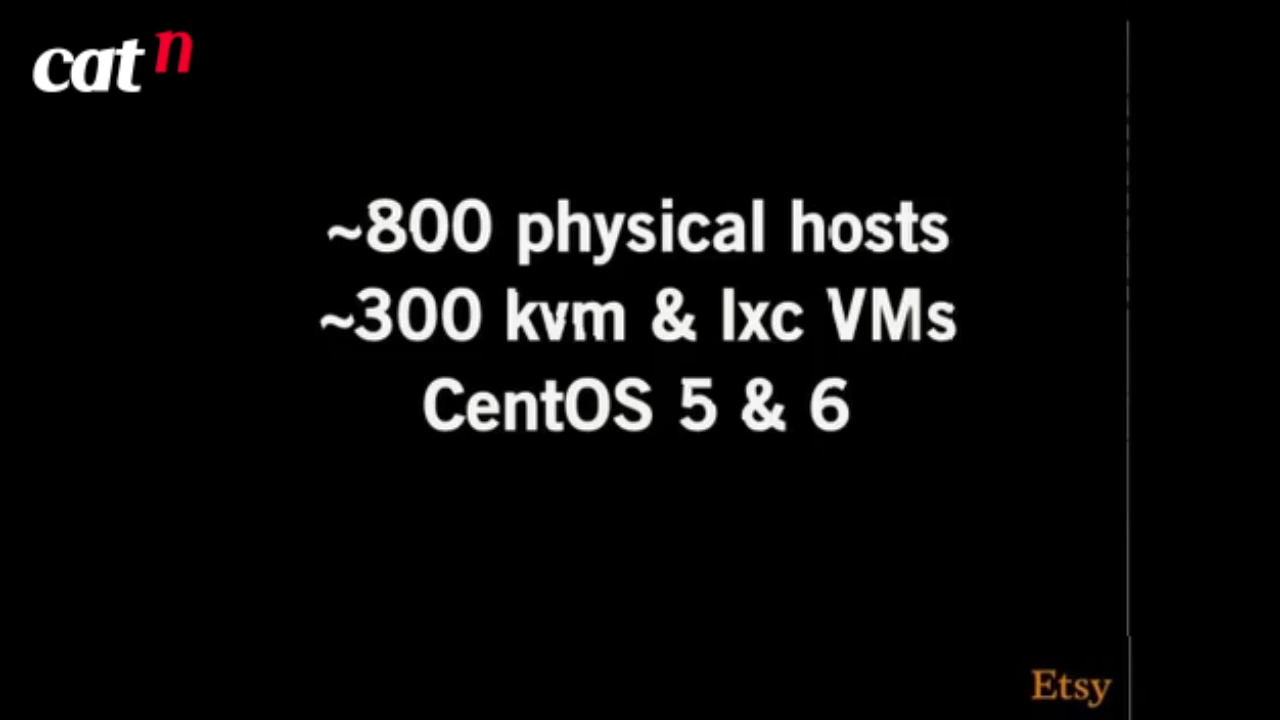 cat n
~800 physical hosts
~300 kvm & lxc VMs
CentOS 5 & 6
Etsy